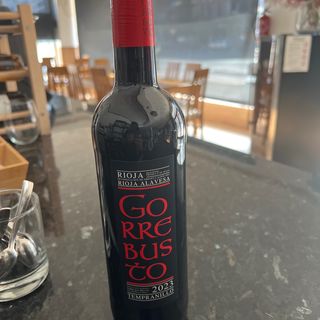 RIOJA
RIOJA ALAVESA
GO
RRE
BUS
TO
2023
TEMPRANILLO